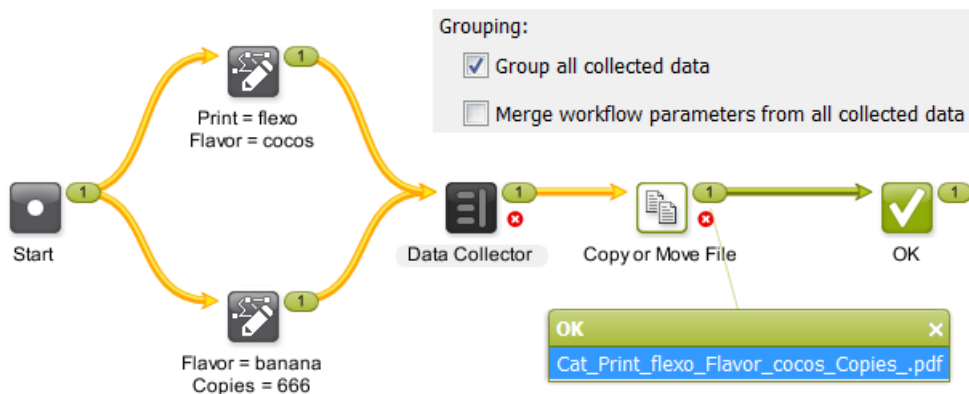 Grouping:
Group all collected data
Merge workflow parameters from all collected data
1
Print = flexo
Flavor = cocos
1
Start
1
Data Collector
1
Copy or Move File
1
OK
1
Flavor = banana
Copies = 666
OK
Cat_Print_flexo_Flavor_cocos_Copies_.pdf